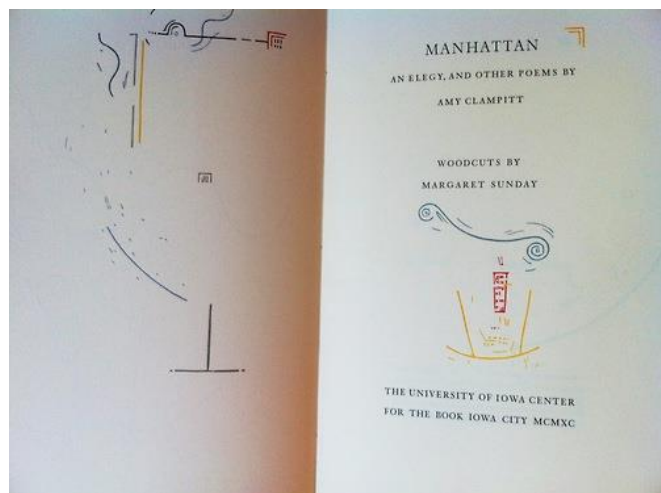 MANHATTAN
AN ELEGY, AND OTHER POEMS BY
AMY CLAMPITT
WOODCUTS BY
MARGARET SUNDAY
THE UNIVERSITY OF IOWA CENTER
FOR THE BOOK IOWA CITY MCMXC